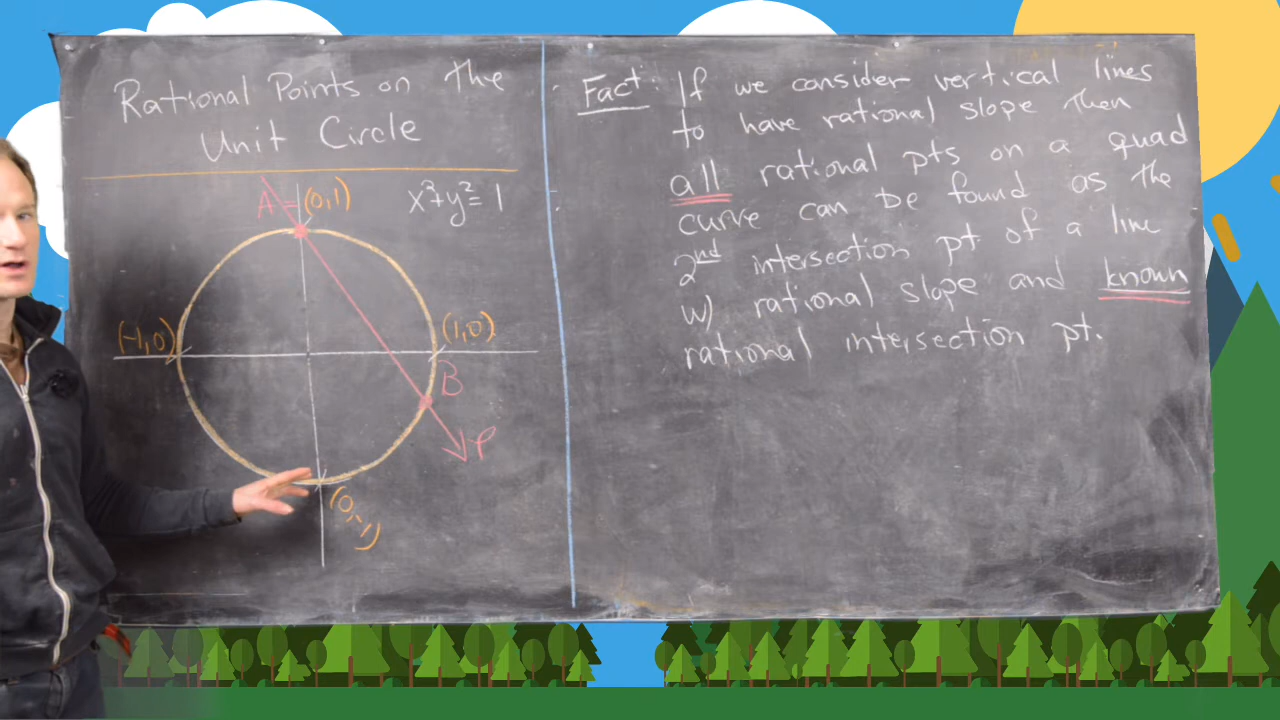 Rational Points on the
Unit Circle
A = (0,1)
x²+y²=1
(-1,0)
(1,0)
B
ℓ
(0,-1)
Fact: If we consider vertical lines
to have rational slope then
all rational pts on a quad
curve can be found as the
2nd intersection pt of a line
w) rational slope and known
rational intersection pt.